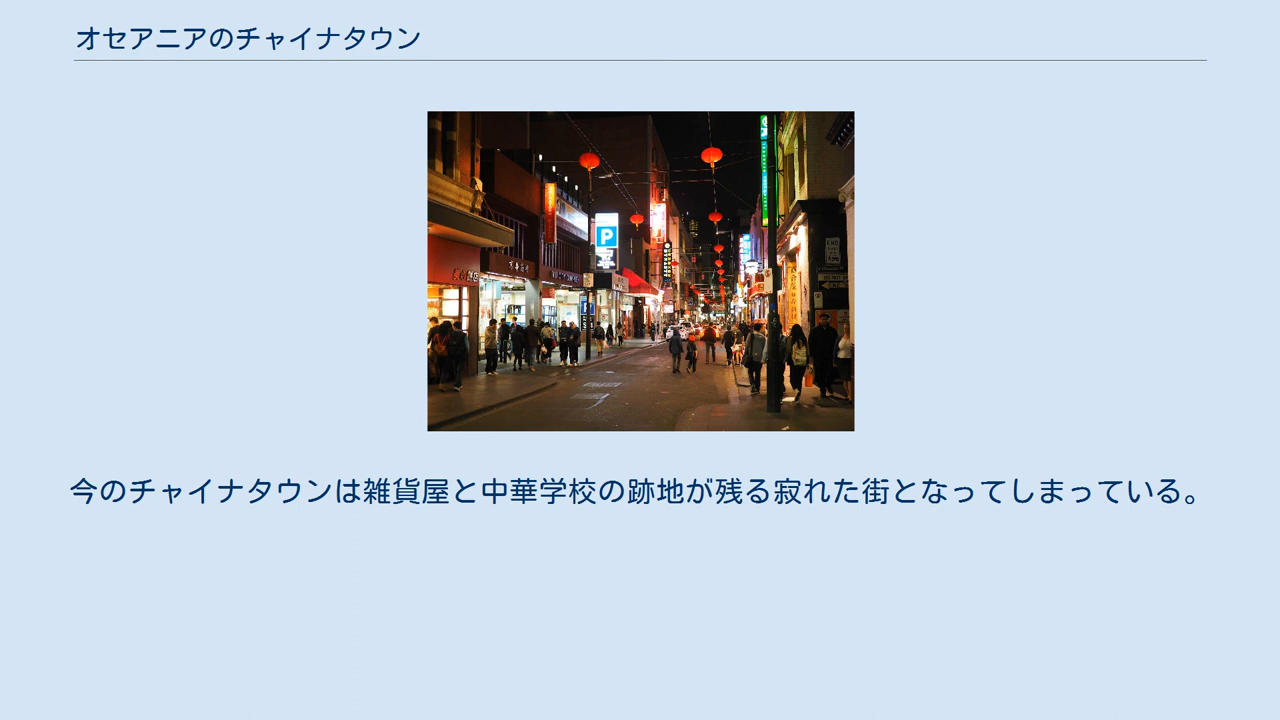 オセアニアのチャイナタウン
P
今のチャイナタウンは雑貨屋と中華学校の跡地が残る寂れた街となってしまっている。